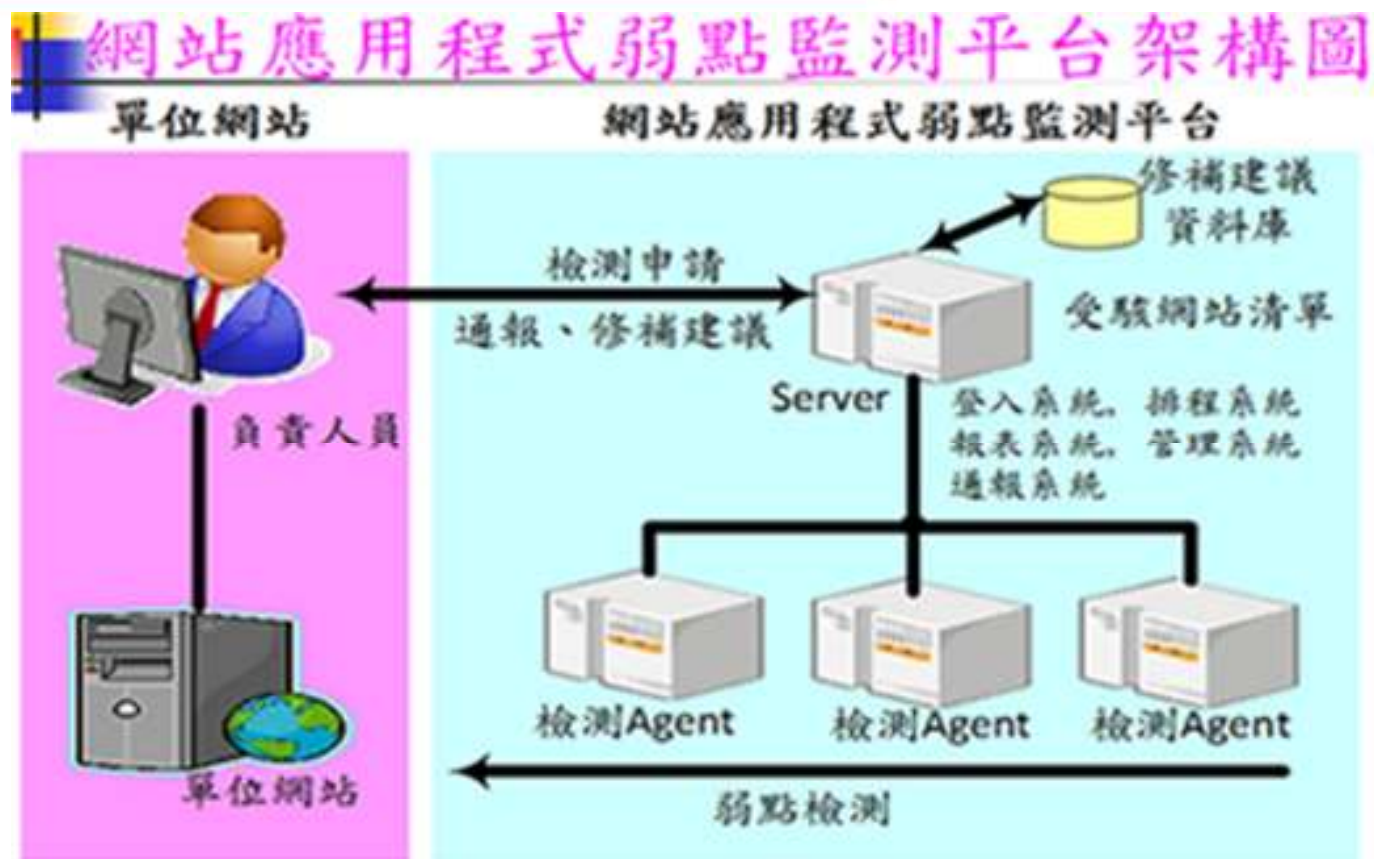 網站應用程式弱點監測平台架構圖
單位網站
網站應用程式弱點監測平台
修補建議
資料庫
檢測申請
通報、修補建議
受駭網站清單
Server
登入系統, 排程系統
報表系統, 管理系統
通報系統
負責人員
檢測Agent
檢測Agent
檢測Agent
單位網站
弱點檢測